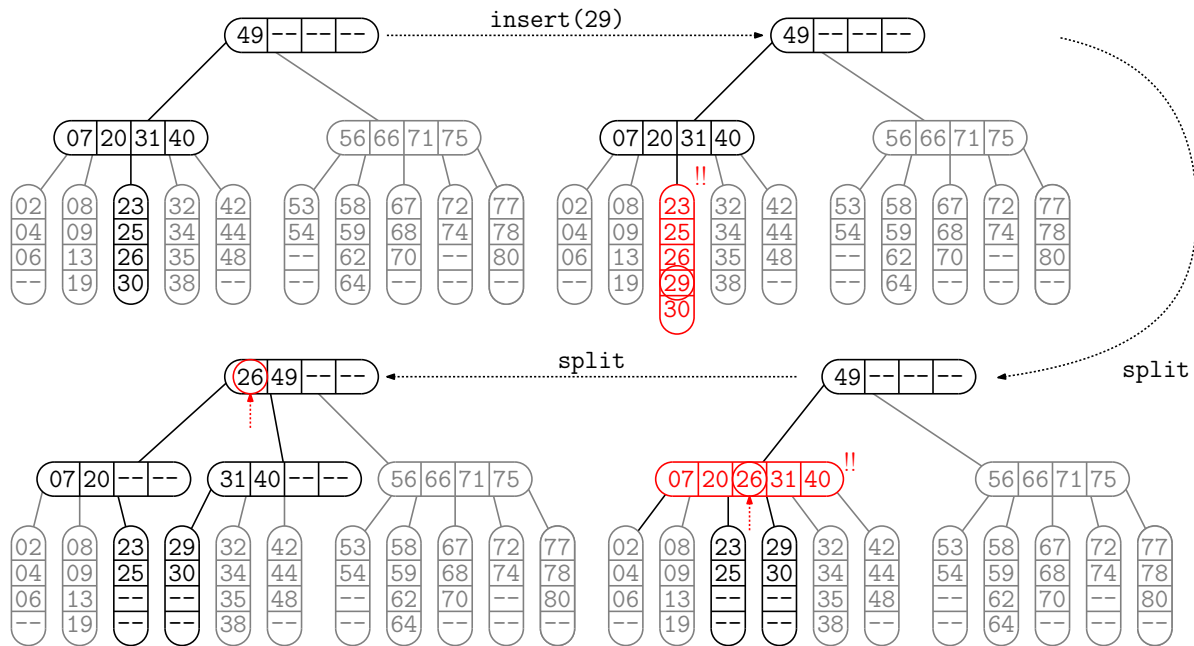 insert(29)
49 -- -- -- 49 -- -- --
07 20 31 40 56 66 71 75 07 20 31 40 56 66 71 75
!!
02 08 23 32 42 53 58 67 72 77 02 08 23 32 42 53 58 67 72 77
04 09 25 34 44 54 59 68 74 78 04 09 25 34 44 54 59 68 74 78
06 13 26 35 48 -- 62 70 -- 80 06 13 26 35 48 -- 62 70 -- 80
-- 19 30 38 -- -- 64 -- -- -- -- 19 29 38 -- -- 64 -- -- --
30
split
26 49 -- -- 49 -- -- -- split
07 20 -- -- 31 40 -- -- 56 66 71 75 07 20 26 31 40 !! 56 66 71 75
02 08 23 29 32 42 53 58 67 72 77 02 08 23 29 32 42 53 58 67 72 77
04 09 25 30 34 44 54 59 68 74 78 04 09 25 30 34 44 54 59 68 74 78
06 13 -- -- 35 48 -- 62 70 -- 80 06 13 -- -- 35 48 -- 62 70 -- 80
-- 19 -- -- 38 -- -- 64 -- -- -- -- 19 -- -- 38 -- -- 64 -- -- --